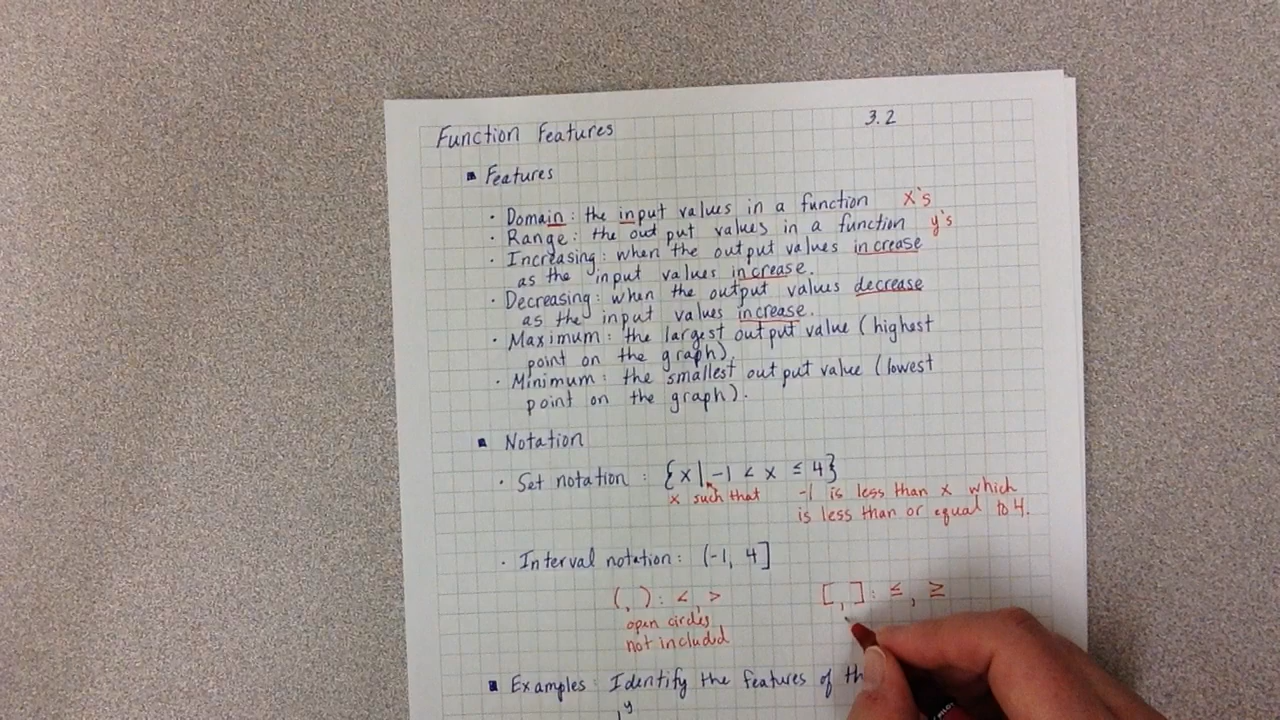 Function Features 3.2
▪ Features
· Domain: the input values in a function x's
· Range: the output values in a function y's
· Increasing: when the output values increase
as the input values increase.
· Decreasing: when the output values decrease
as the input values increase.
· Maximum: the largest output value (highest
point on the graph).
· Minimum: the smallest output value (lowest
point on the graph).
▪ Notation
· Set notation: {x | -1 < x ≤ 4}
x such that -1 is less than x which
is less than or equal to 4.
· Interval notation: (-1, 4]
( , ): <, > [ , ]: ≤, ≥
open circles
not included
▪ Examples: Identify the features of
y